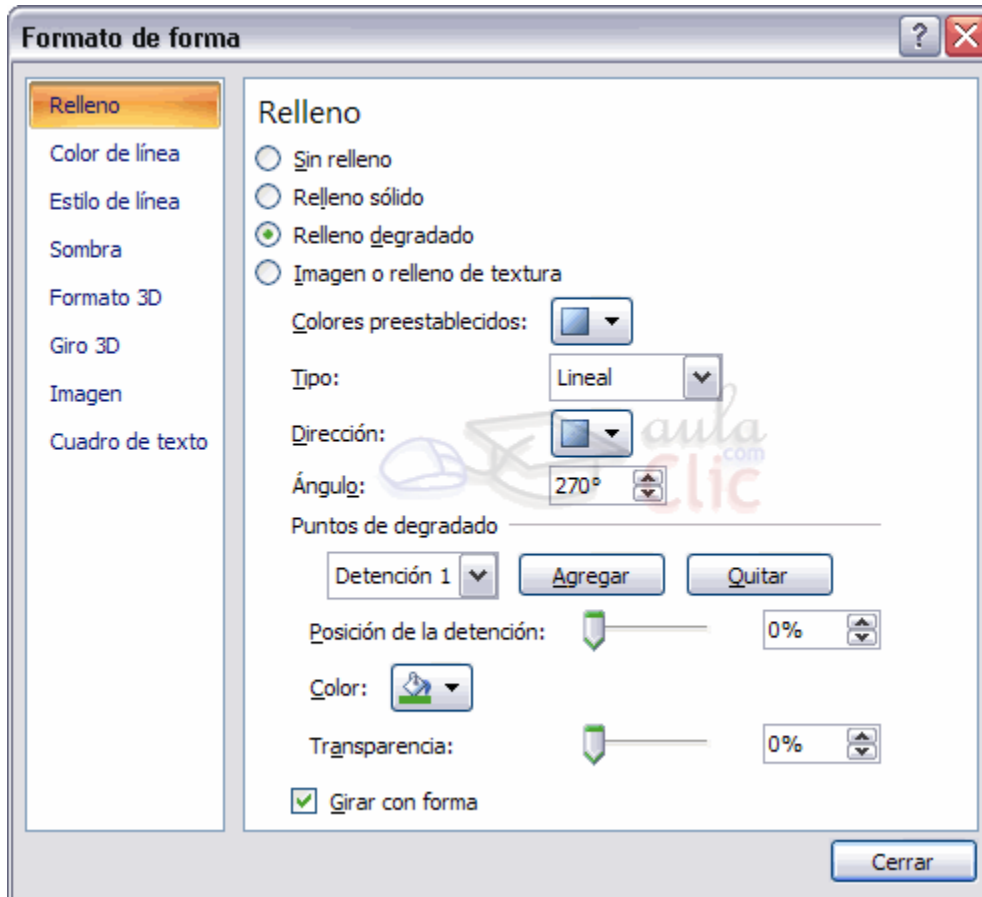 Formato de forma
Relleno
Color de línea
Estilo de línea
Sombra
Formato 3D
Giro 3D
Imagen
Cuadro de texto
Relleno
Sin relleno
Relleno sólido
Relleno degradado
Imagen o relleno de textura
Colores preestablecidos:
Tipo: Lineal
Dirección:
Ángulo: 270º
Puntos de degradado
Detención 1 Agregar Quitar
Posición de la detención: 0%
Color:
Transparencia: 0%
Girar con forma
Cerrar
aula
.com
Clic